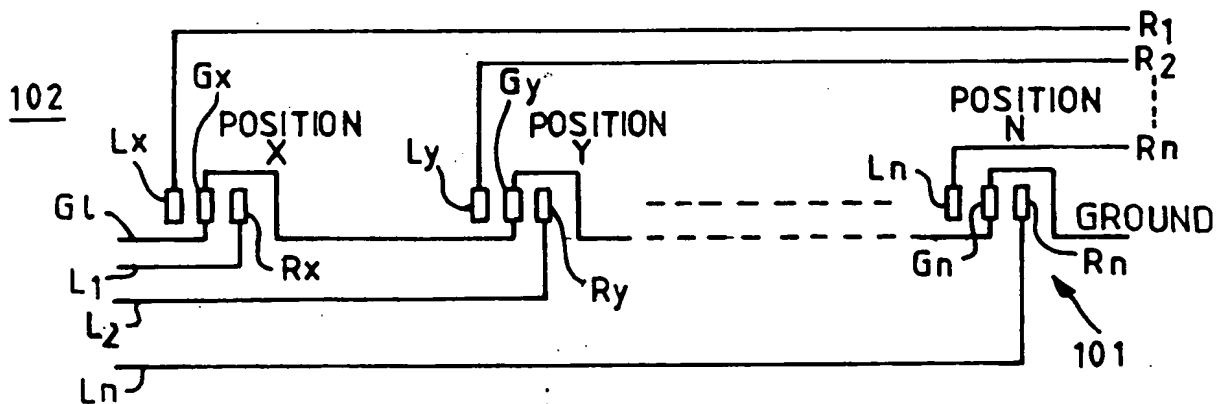 R1
R2
Rn
102
Gx
POSITION
X
Lx
Gy
POSITION
Y
Ly
POSITION
N
Ln
Gl
L1
L2
Ln
Rx
Ry
Gn
GROUND
Rn
101